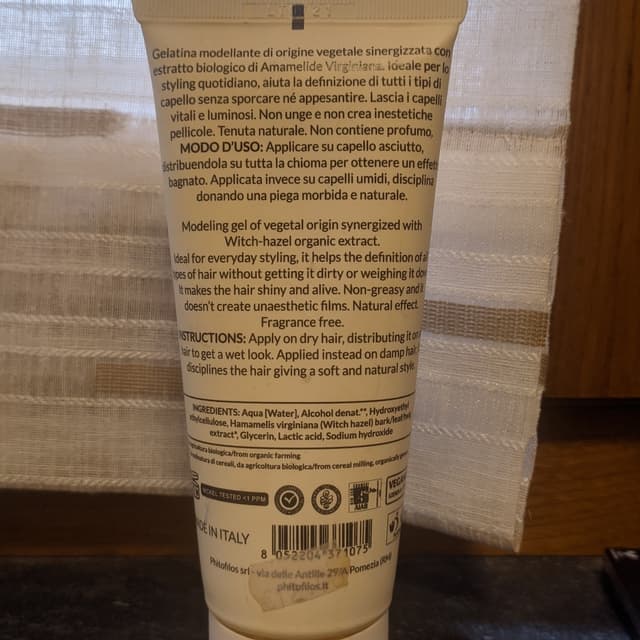 Gelatina modellante di origine vegetale sinergizzata con
estratto biologico di Amamelide Virginiana. Ideale per lo
styling quotidiano, aiuta la definizione di tutti i tipi di
capello senza sporcare né appesantire. Lascia i capelli
vitali e luminosi. Non unge e non crea inestetiche
pellicole. Tenuta naturale. Non contiene profumo.
MODO D'USO: Applicare su capello asciutto,
distribuendola su tutta la chioma per ottenere un effetto
bagnato. Applicata invece su capelli umidi, disciplina
donando una piega morbida e naturale.
Modeling gel of vegetal origin synergized with
Witch-hazel organic extract.
Ideal for everyday styling, it helps the definition of
types of hair without getting it dirty or weighing it
It makes the hair shiny and alive. Non-greasy and
doesn't create unaesthetic films. Natural effect.
Fragrance free.
INSTRUCTIONS: Apply on dry hair, distributing it on
hair to get a wet look. Applied instead on damp hair,
disciplines the hair giving a soft and natural style.
INGREDIENTS: Aqua [Water], Alcohol denat.**, Hydroxyethyl
ethylcellulose, Hamamelis virginiana (Witch hazel) bark/leaf
extract*, Glycerin, Lactic acid, Sodium hydroxide
agricoltura biologica/from organic farming
di cereali, da agricoltura biologica/from cereal milling, organically
NICKEL TESTED <1 PPM
VEGAN
MADE IN ITALY
8 052204 371075
Phitofilos srl - via delle Antille 29/A Pomezia (RM)
phitofilos.it